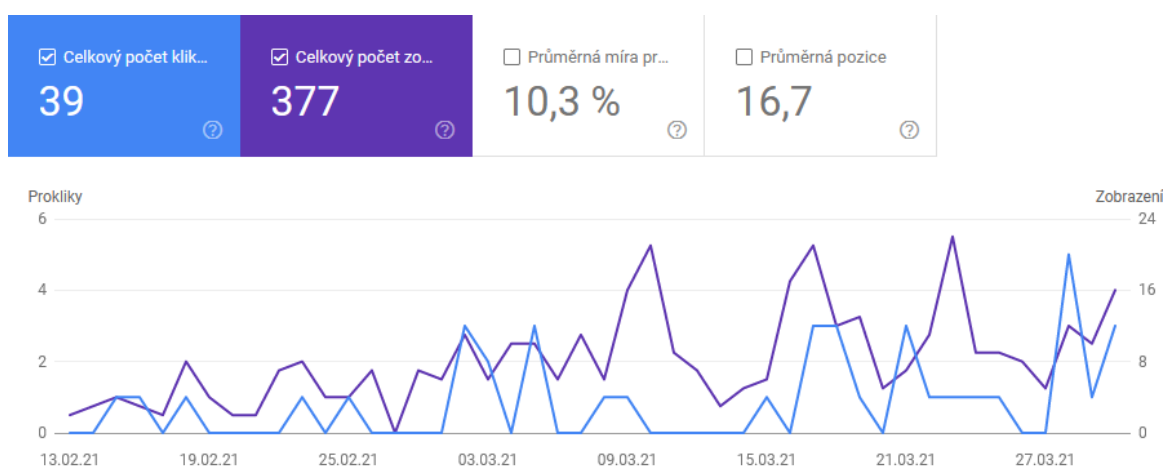 Celkový počet klik... Celkový počet zo... Průměrná míra pr... Průměrná pozice
39 377 10,3 % 16,7
Prokliky Zobrazení
6 24
4 16
2 8
0 0
13.02.21 19.02.21 25.02.21 03.03.21 09.03.21 15.03.21 21.03.21 27.03.21